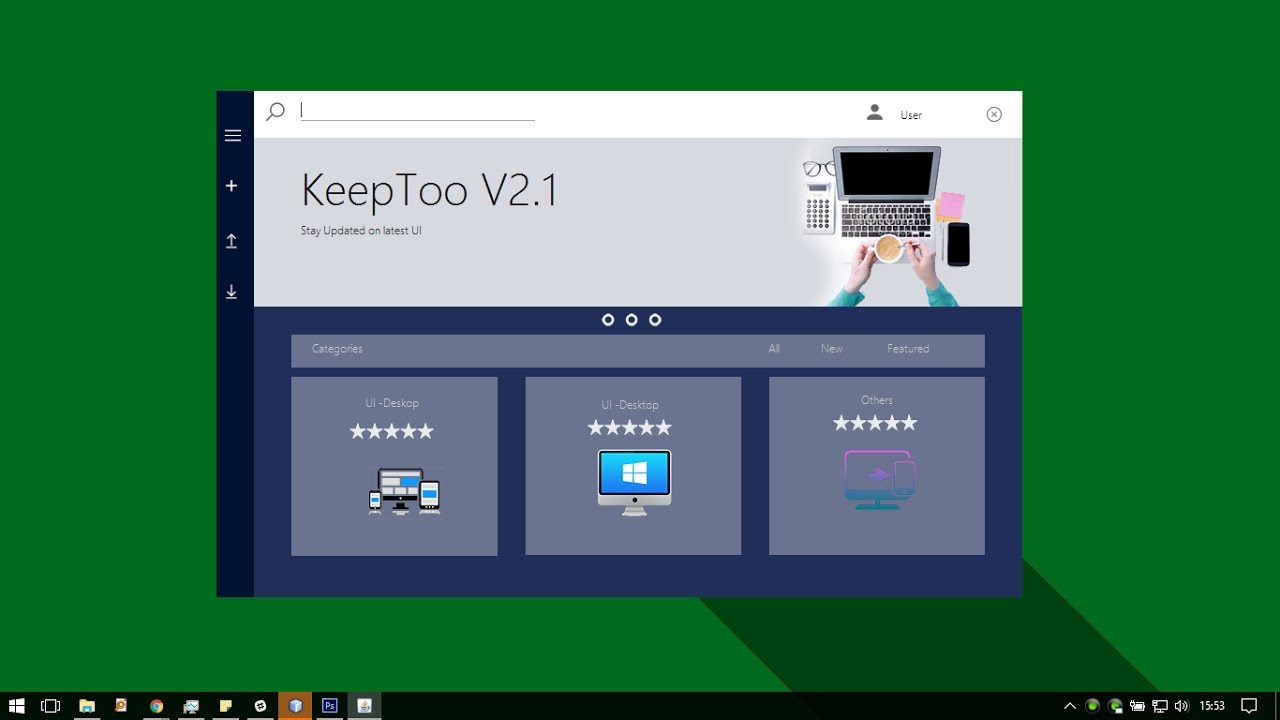 User
KeepToo V2.1
Stay Updated on latest UI
Categories All New Featured
UI -Deskop
UI -Desktop
Others
Ps
15:53